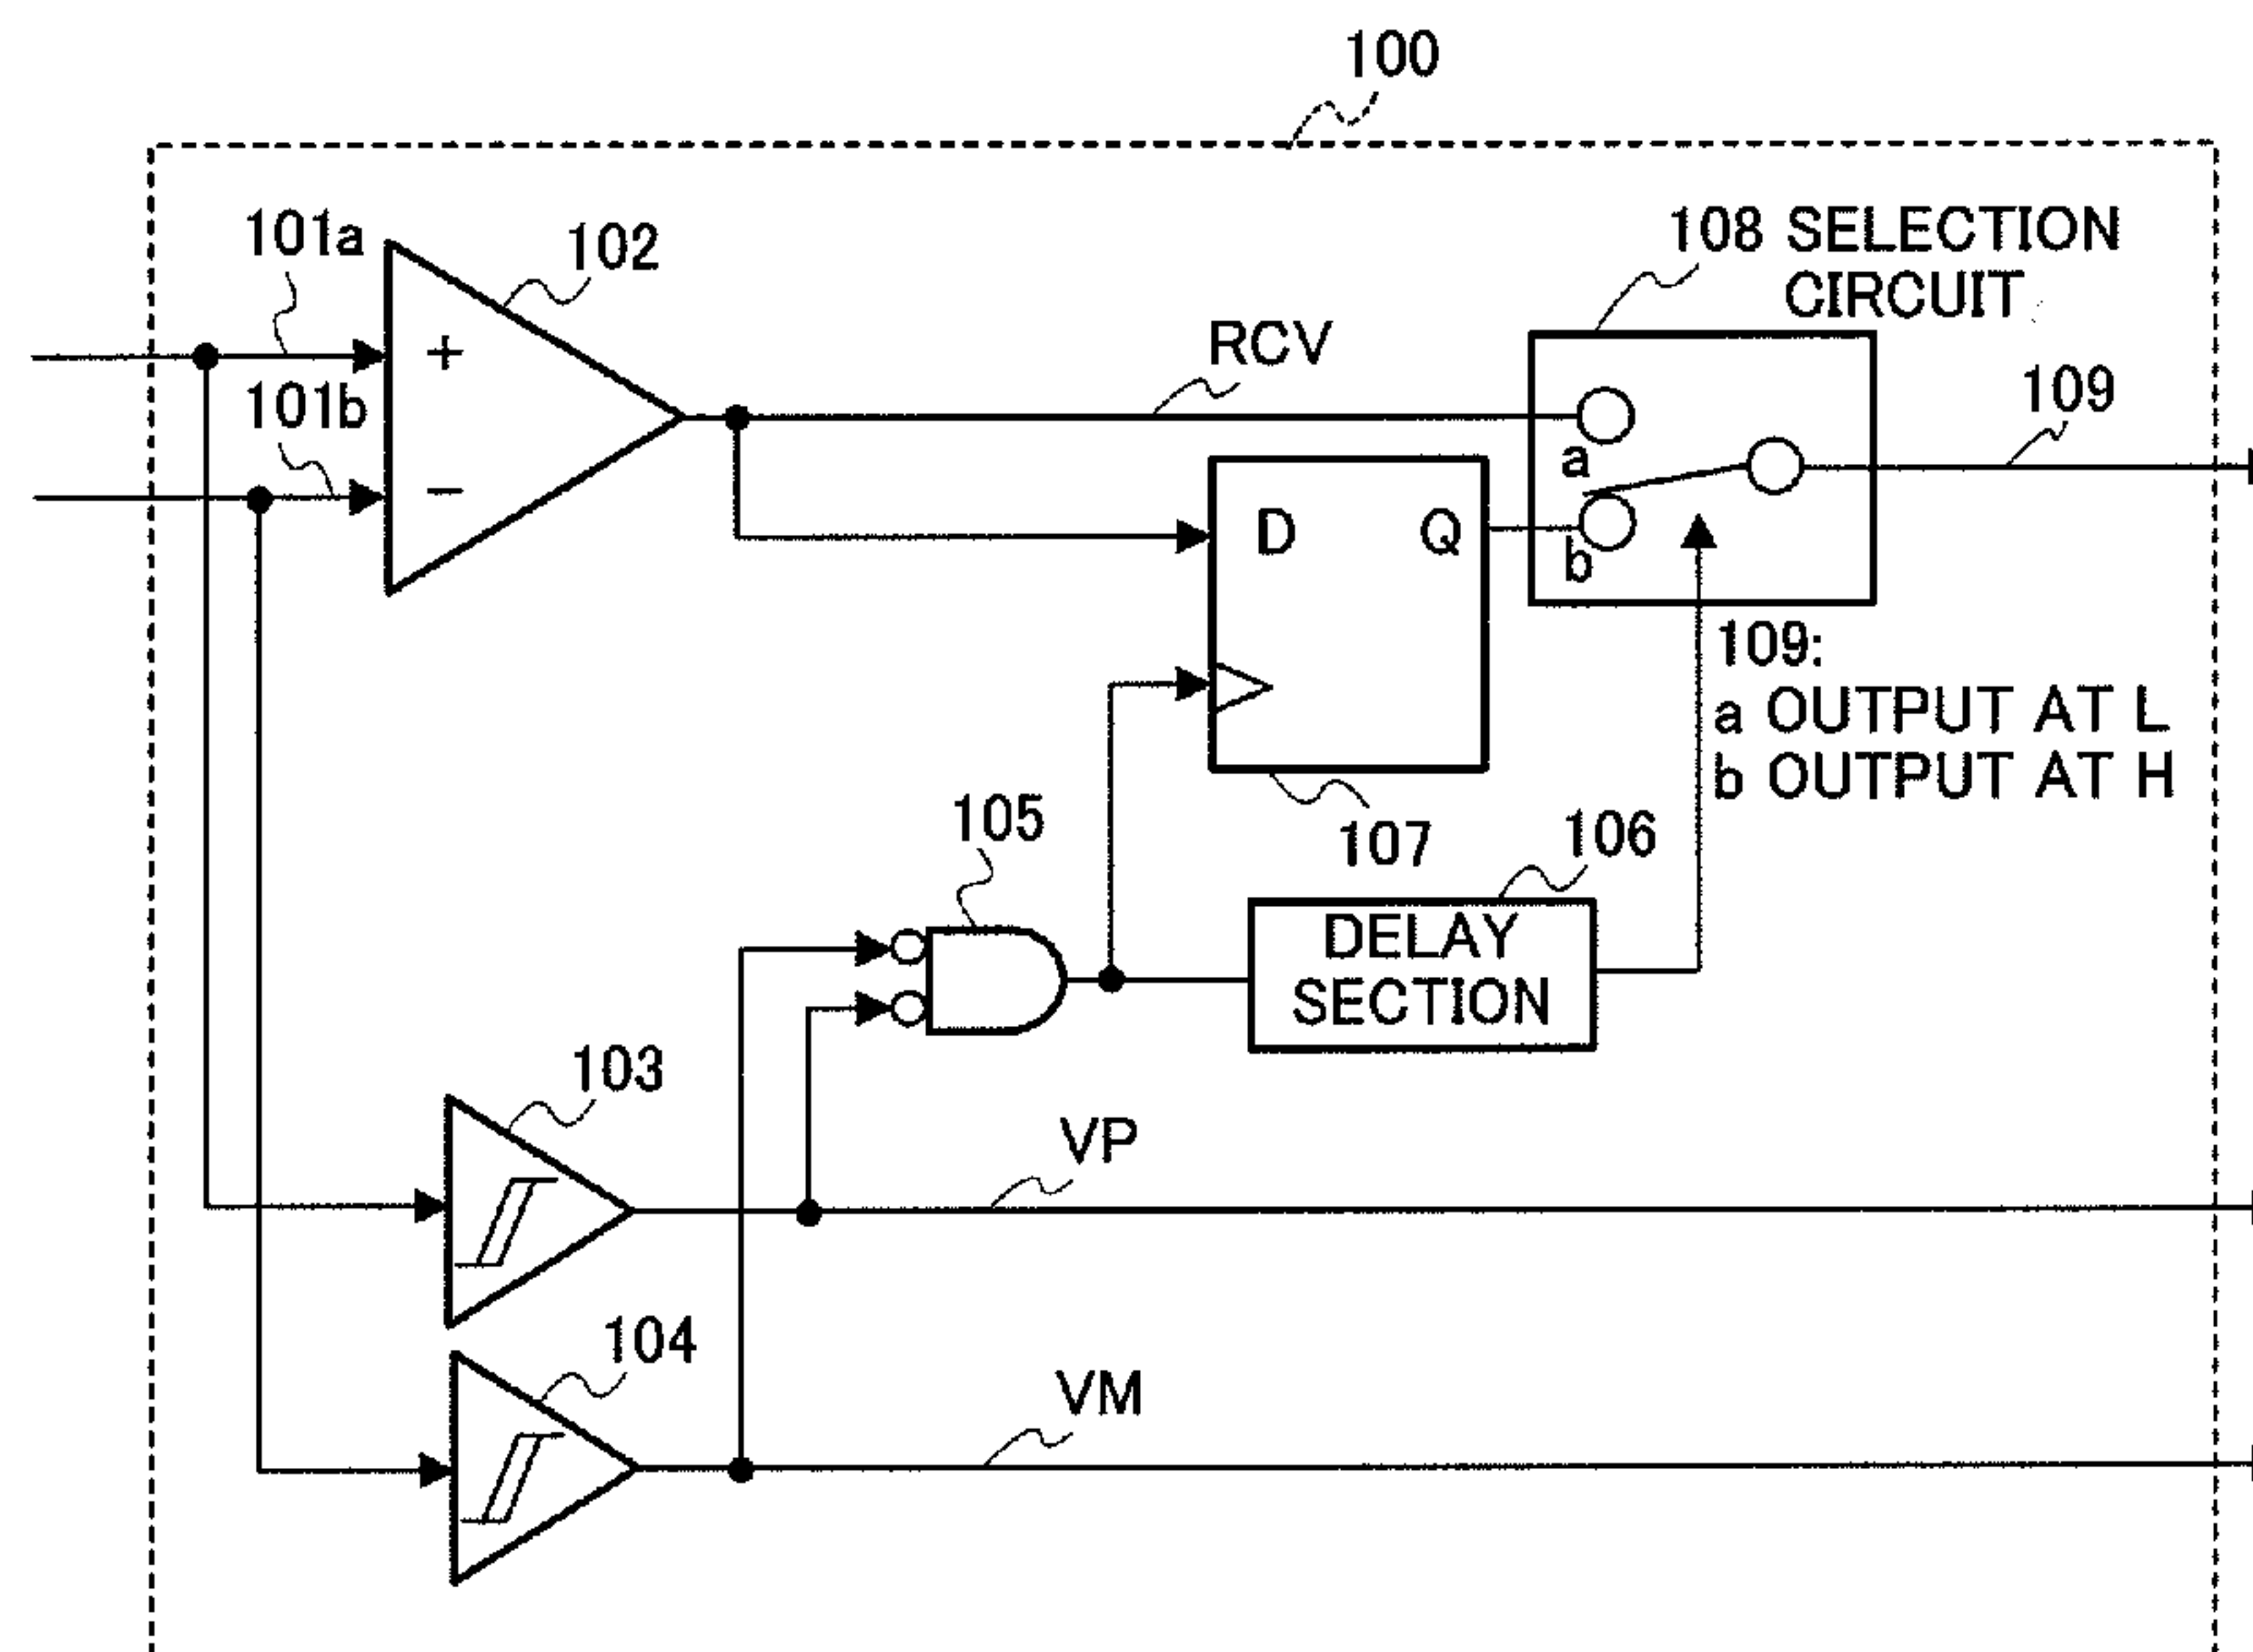 100
101a
102
108 SELECTION
CIRCUIT
+
RCV
101b
109
a
−
D
Q
b
109:
a OUTPUT AT L
b OUTPUT AT H
105
107
106
DELAY
SECTION
103
VP
104
VM